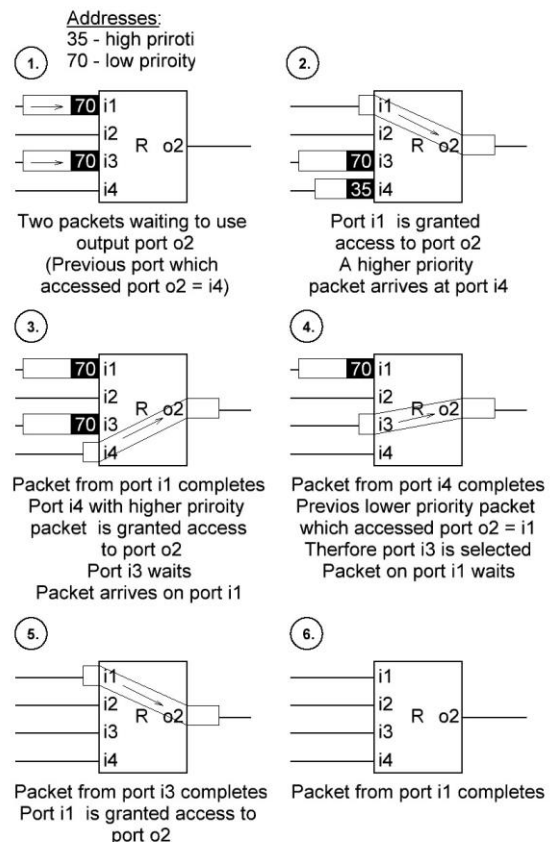 Addresses:
35 - high priroti
70 - low priroity
1.
70 i1
i2
70 i3
i4
R o2
Two packets waiting to use
output port o2
(Previous port which
accessed port o2 = i4)
2.
i1
i2
70 i3
35 i4
R o2
Port i1 is granted
access to port o2
A higher priority
packet arrives at port i4
3.
70 i1
i2
70 i3
i4
R o2
Packet from port i1 completes
Port i4 with higher priroity
packet is granted access
to port o2
Port i3 waits
Packet arrives on port i1
4.
70 i1
i2
i3
i4
R o2
Packet from port i4 completes
Previos lower priority packet
which accessed port o2 = i1
Therfore port i3 is selected
Packet on port i1 waits
5.
i1
i2
i3
i4
R o2
Packet from port i3 completes
Port i1 is granted access to
port o2
6.
i1
i2
i3
i4
R o2
Packet from port i1 completes